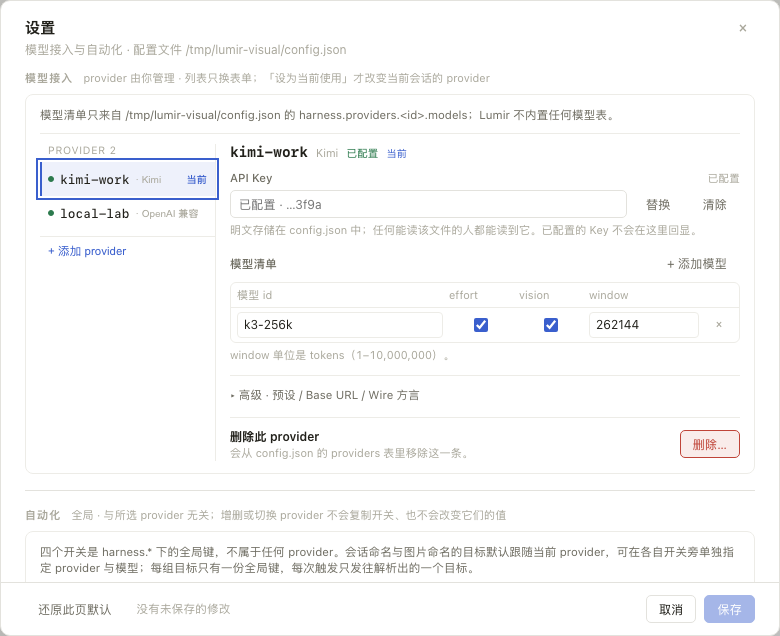 设置
×
模型接入与自动化 · 配置文件 /tmp/lumir-visual/config.json
模型接入 provider 由你管理 · 列表只换表单；「设为当前使用」才改变当前会话的 provider
模型清单只来自 /tmp/lumir-visual/config.json 的 harness.providers.<id>.models；Lumir 不内置任何模型表。
PROVIDER 2
kimi-work · Kimi 当前
local-lab · OpenAI 兼容
+ 添加 provider
kimi-work Kimi 已配置 当前
API Key 已配置
已配置 · …3f9a 替换 清除
明文存储在 config.json 中；任何能读该文件的人都能读到它。已配置的 Key 不会在这里回显。
模型清单 + 添加模型
模型 id effort vision window
k3-256k 262144 ×
window 单位是 tokens（1–10,000,000）。
▸ 高级 · 预设 / Base URL / Wire 方言
删除此 provider
会从 config.json 的 providers 表里移除这一条。
删除…
自动化 全局 · 与所选 provider 无关；增删或切换 provider 不会复制开关、也不会改变它们的值
四个开关是 harness.* 下的全局键，不属于任何 provider。会话命名与图片命名的目标默认跟随当前 provider，可在各自开关旁单独指
定 provider 与模型；每组目标只有一份全局键，每次触发只发往解析出的一个目标。
还原此页默认 没有未保存的修改 取消 保存